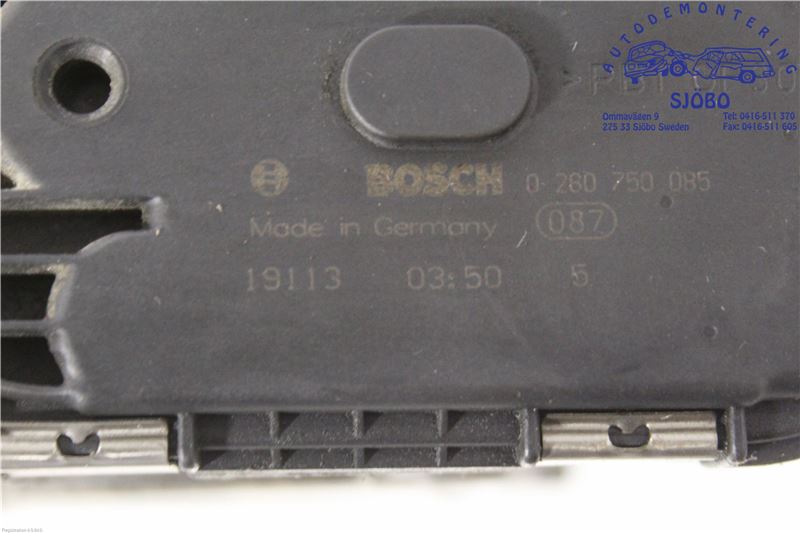 AUTODEMONTERING
SJÖBO
Ommavägen 9
275 33 Sjöbo Sweden
Tel: 0416-511 370
Fax: 0416-511 605
BOSCH 0 280 750 085
Made in Germany 087
19113 03:50 5